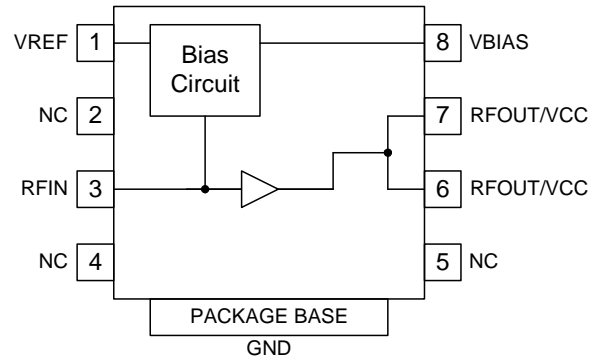 VREF 1 Bias Circuit 8 VBIAS
NC 2 7 RFOUT/VCC
RFIN 3 6 RFOUT/VCC
NC 4 5 NC
PACKAGE BASE
GND